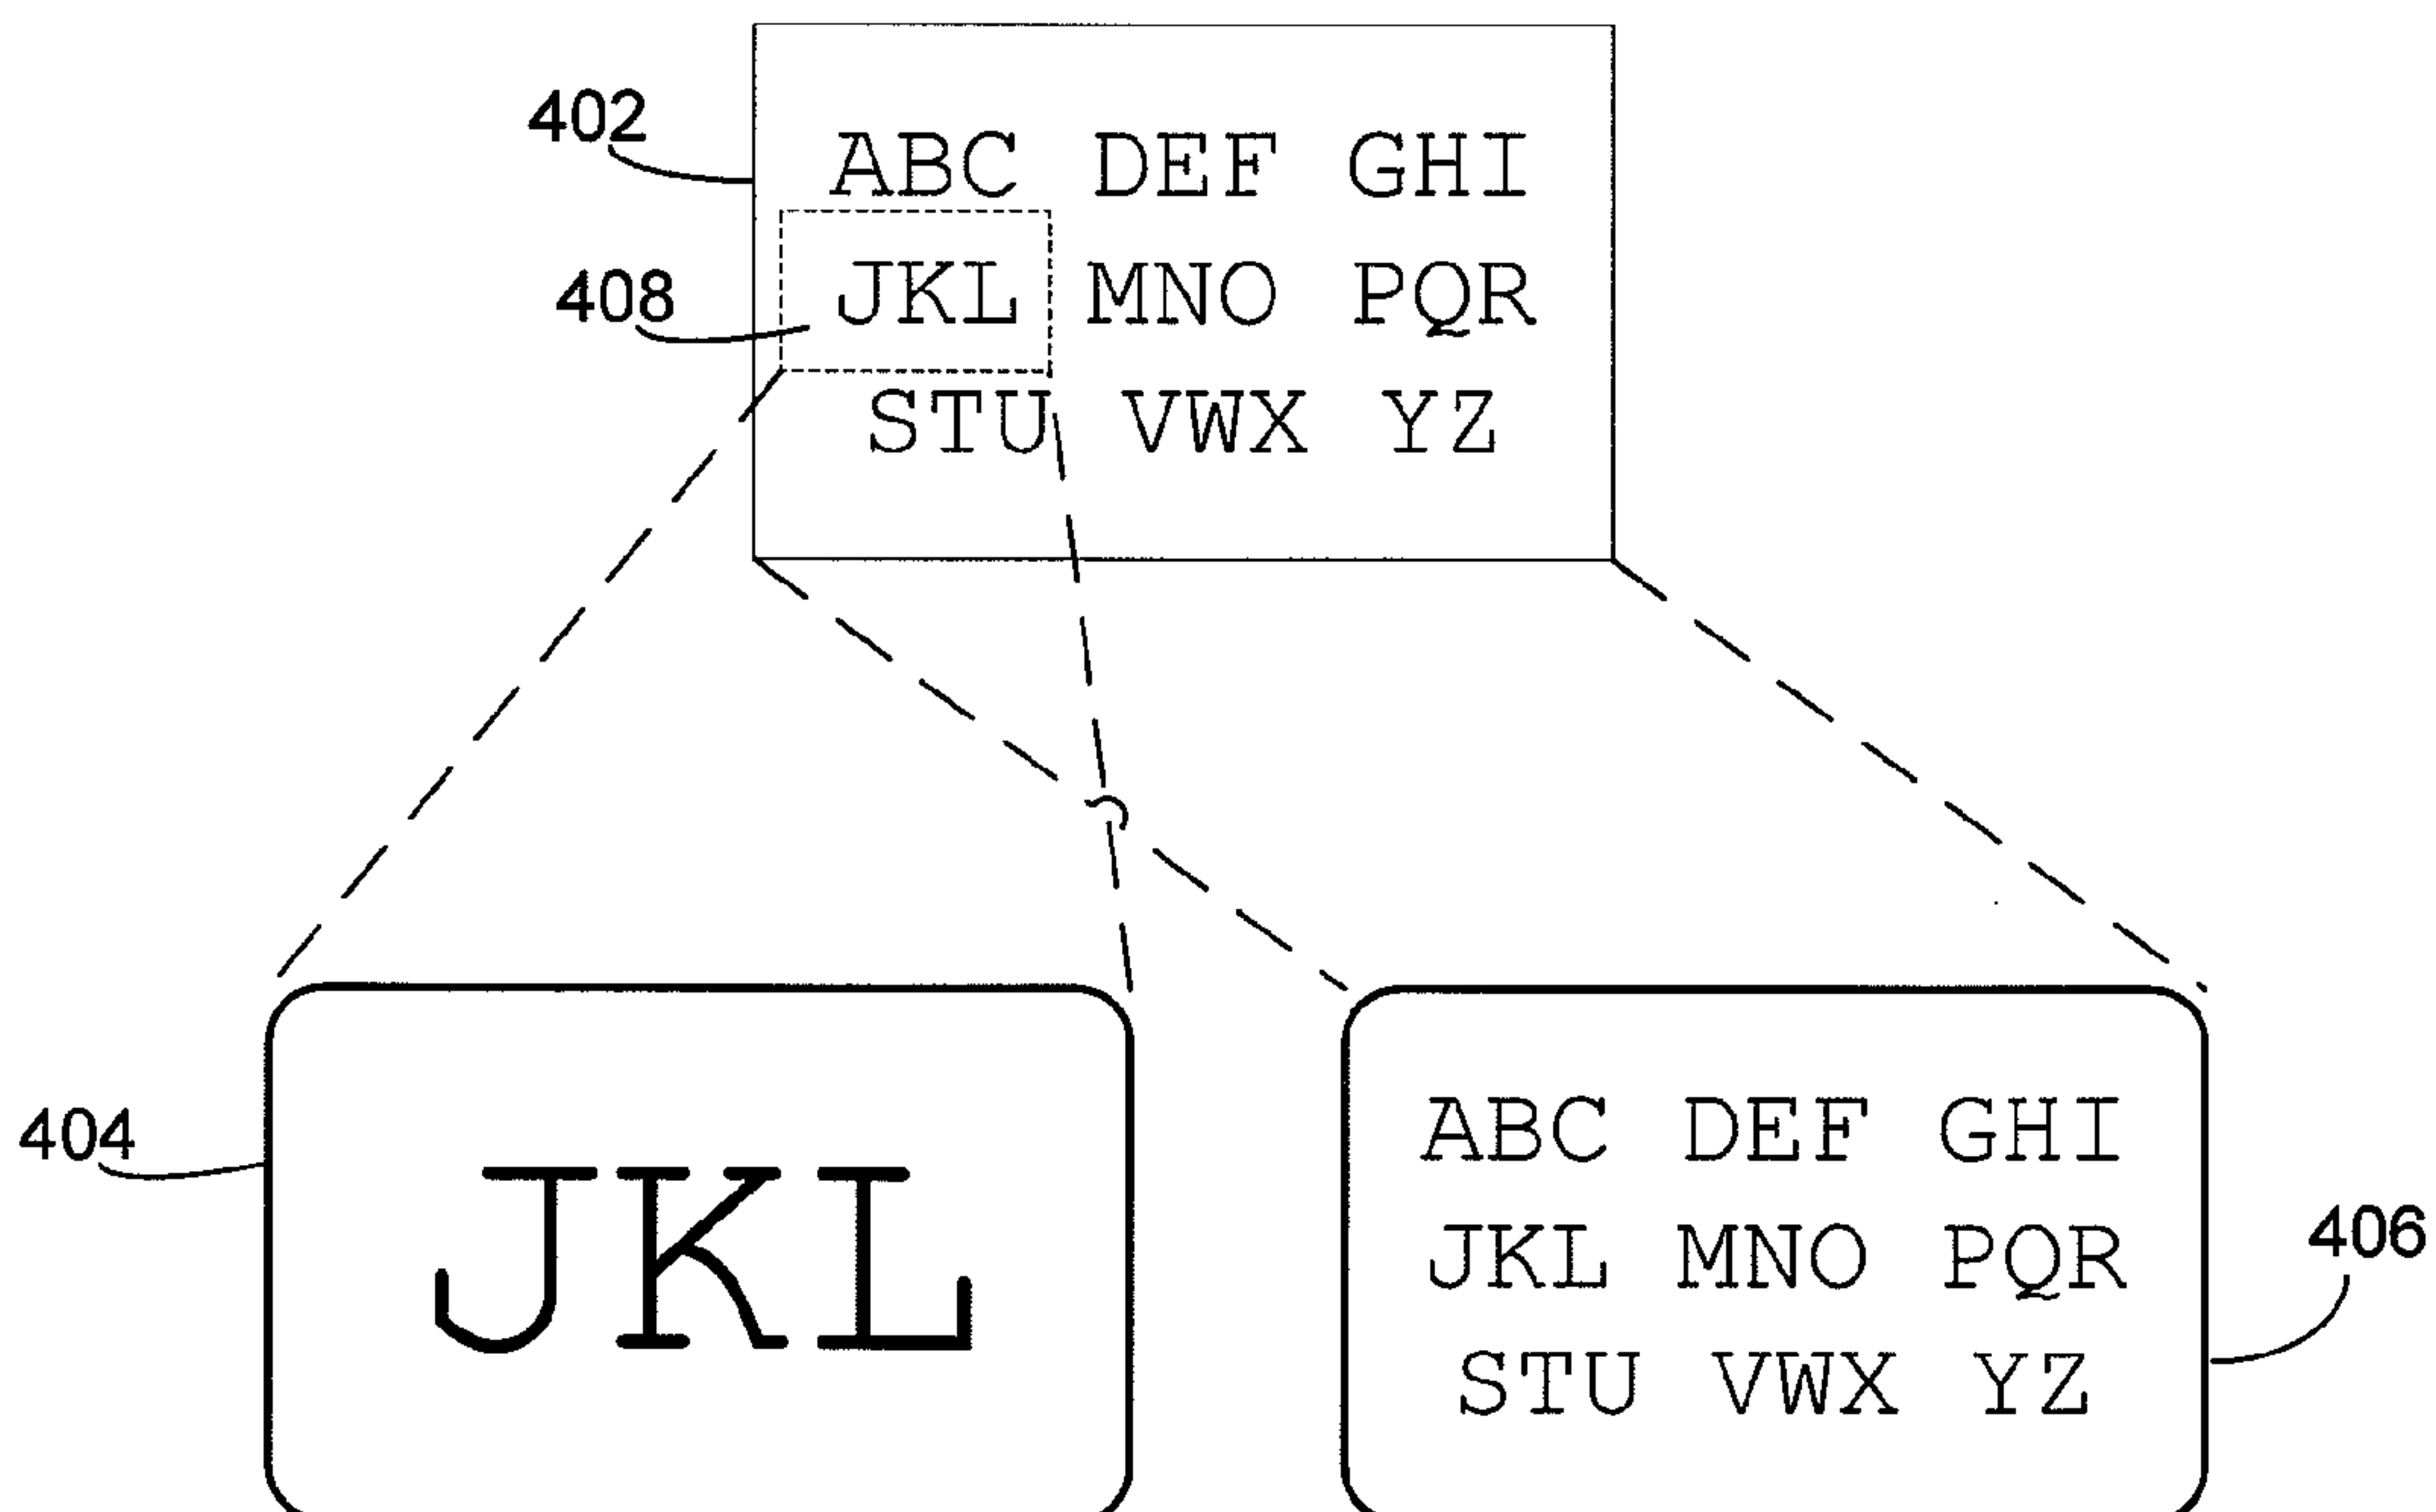 402
ABC DEF GHI
408
JKL MNO PQR
STU VWX YZ
404
JKL
ABC DEF GHI
JKL MNO PQR
406
STU VWX YZ